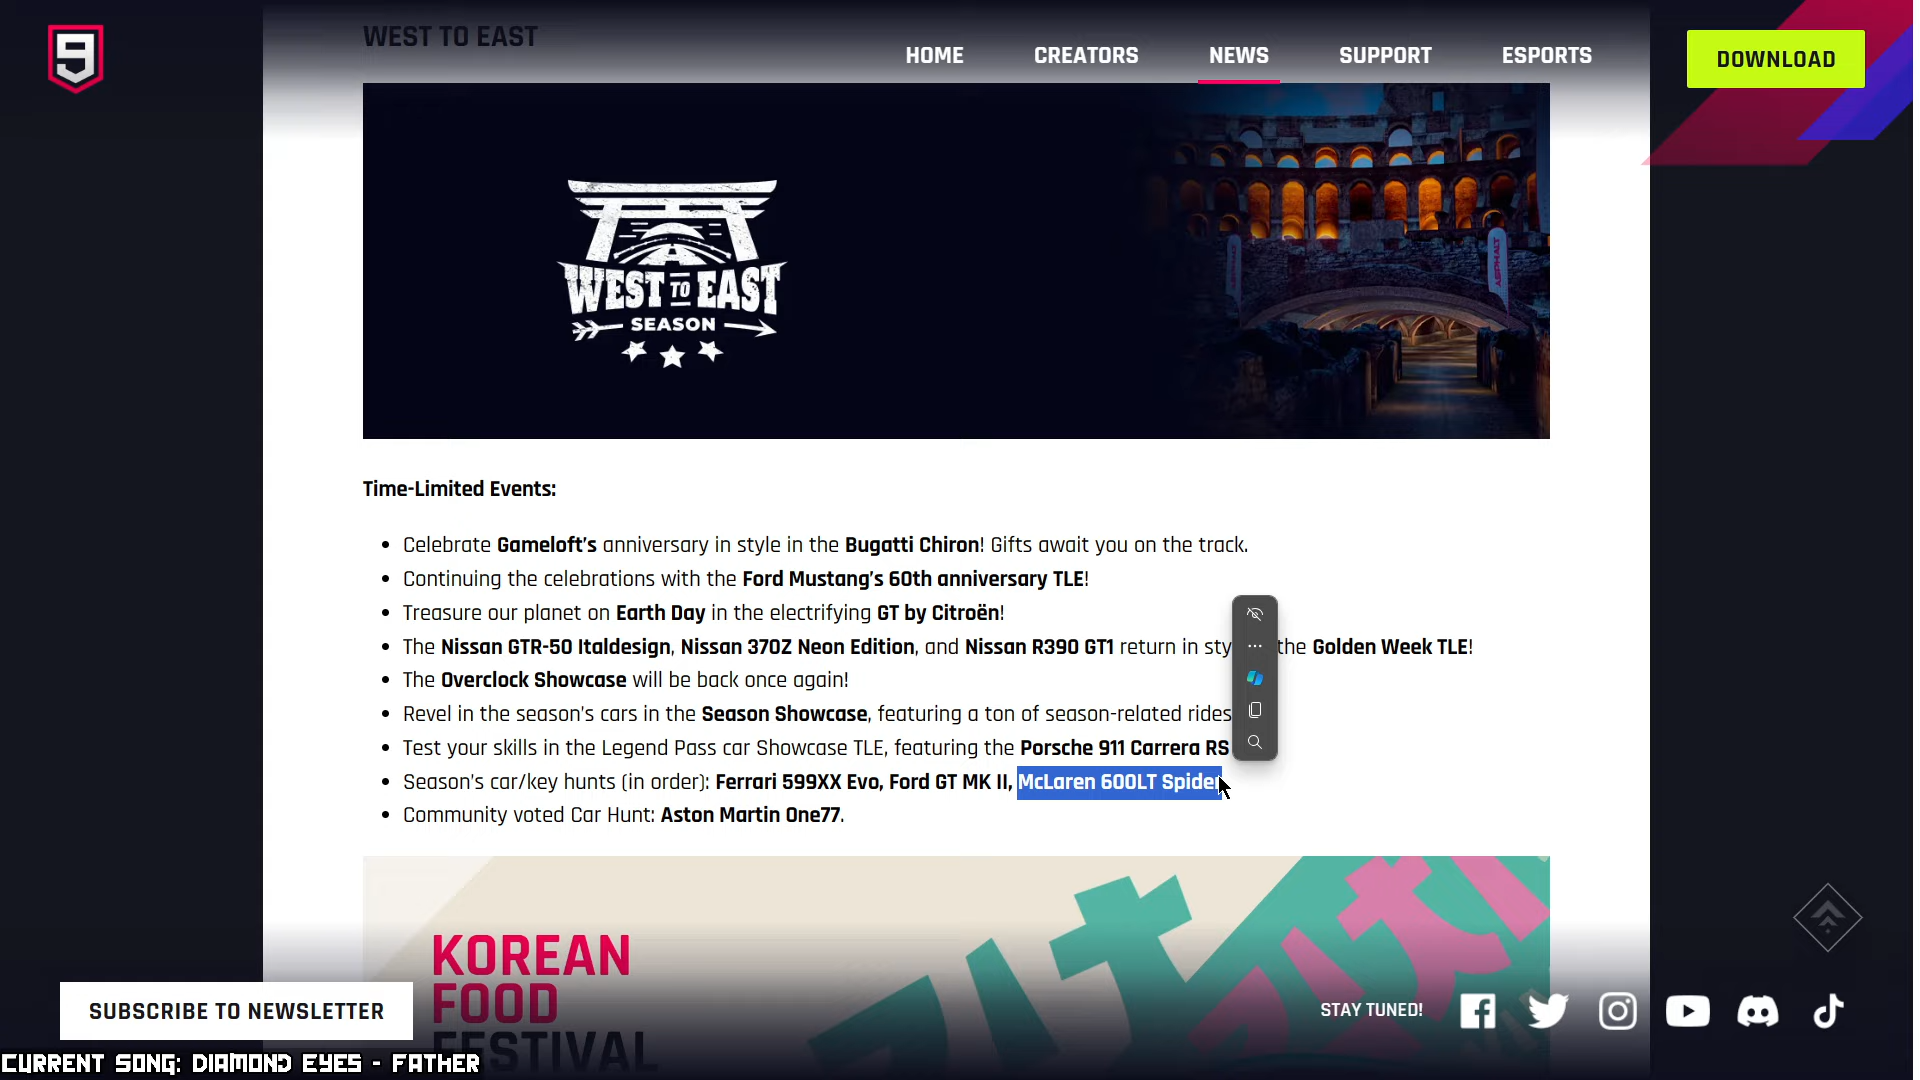 WEST TO EAST
HOME CREATORS NEWS SUPPORT ESPORTS
DOWNLOAD
WEST TO EAST
SEASON
ASPHALT
Time-Limited Events:
Celebrate Gameloft's anniversary in style in the Bugatti Chiron! Gifts await you on the track.
Continuing the celebrations with the Ford Mustang's 60th anniversary TLE!
Treasure our planet on Earth Day in the electrifying GT by Citroën!
The Nissan GTR-50 Italdesign, Nissan 370Z Neon Edition, and Nissan R390 GT1 return in sty the Golden Week TLE!
The Overclock Showcase will be back once again!
Revel in the season's cars in the Season Showcase, featuring a ton of season-related rides
Test your skills in the Legend Pass car Showcase TLE, featuring the Porsche 911 Carrera RS
Season's car/key hunts (in order): Ferrari 599XX Evo, Ford GT MK II, McLaren 600LT Spider
Community voted Car Hunt: Aston Martin One77.
KOREAN
FOOD
FESTIVAL
SUBSCRIBE TO NEWSLETTER
STAY TUNED!
CURRENT SONG: DIAMOND EYES - FATHER